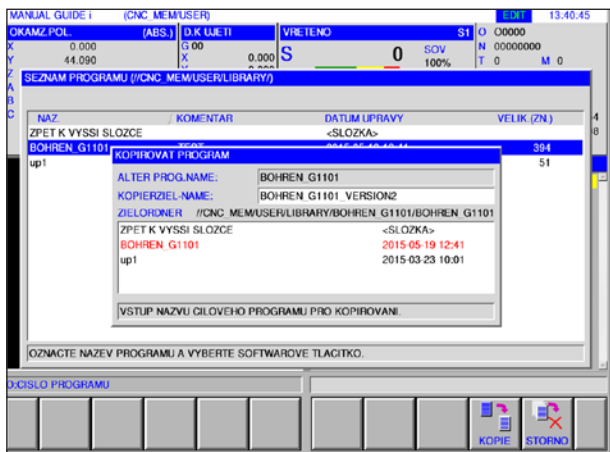 MANUAL GUIDE i (CNC_MEM/USER) EDIT 13:40:45
OKAMZ.POL. (ABS.) D.K UJETI VRETENO S1 O O0000
X 0.000 G 00 N 00000000
Y 44.090 X 0.000 S 0 SOV 100% T 0 M 0
Z
SEZNAM PROGRAMU (//CNC_MEM/USER/LIBRARY/)
A
B
C
NAZ. KOMENTAR DATUM UPRAVY VELIK.(ZN.)
ZPET K VYSSI SLOZCE <SLOZKA>
BOHREN_G1101 394
up1 51
KOPIROVAT PROGRAM
ALTER PROG.NAME: BOHREN_G1101
KOPIERZIEL-NAME: BOHREN_G1101_VERSION2
ZIELORDNER //CNC_MEM/USER/LIBRARY/BOHREN_G1101/BOHREN_G1101
ZPET K VYSSI SLOZCE <SLOZKA>
BOHREN_G1101 2015-05-19 12:41
up1 2015-03-23 10:01
VSTUP NAZVU CILOVEHO PROGRAMU PRO KOPIROVANI.
OZNACTE NAZEV PROGRAMU A VYBERTE SOFTWAROVE TLACITKO.
O:CISLO PROGRAMU
KOPIE STORNO